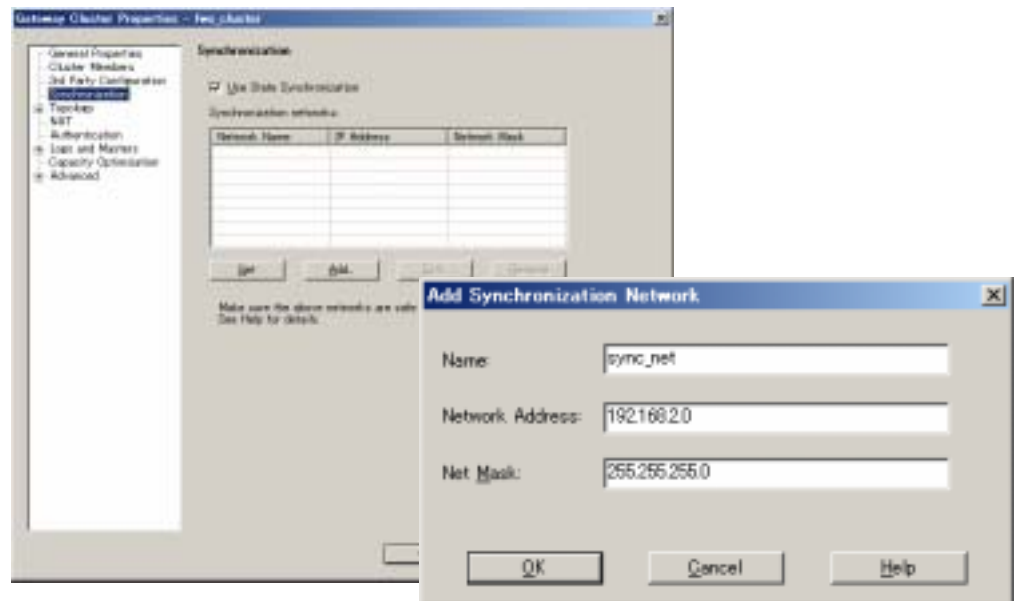 Gateway Cluster Properties - fws_cluster
General Properties
Cluster Members
3rd Party Configuration
Synchronization
Topology
NAT
Authentication
Logs and Masters
Capacity Optimization
Advanced
Synchronization
Use State Synchronization
Synchronization networks:
Network Name IP Address Network Mask
Get Add...
Make sure the above networks are safe
See Help for details.
Add Synchronization Network
Name: sync_net
Network Address: 192.168.2.0
Net Mask: 255.255.255.0
OK Cancel Help